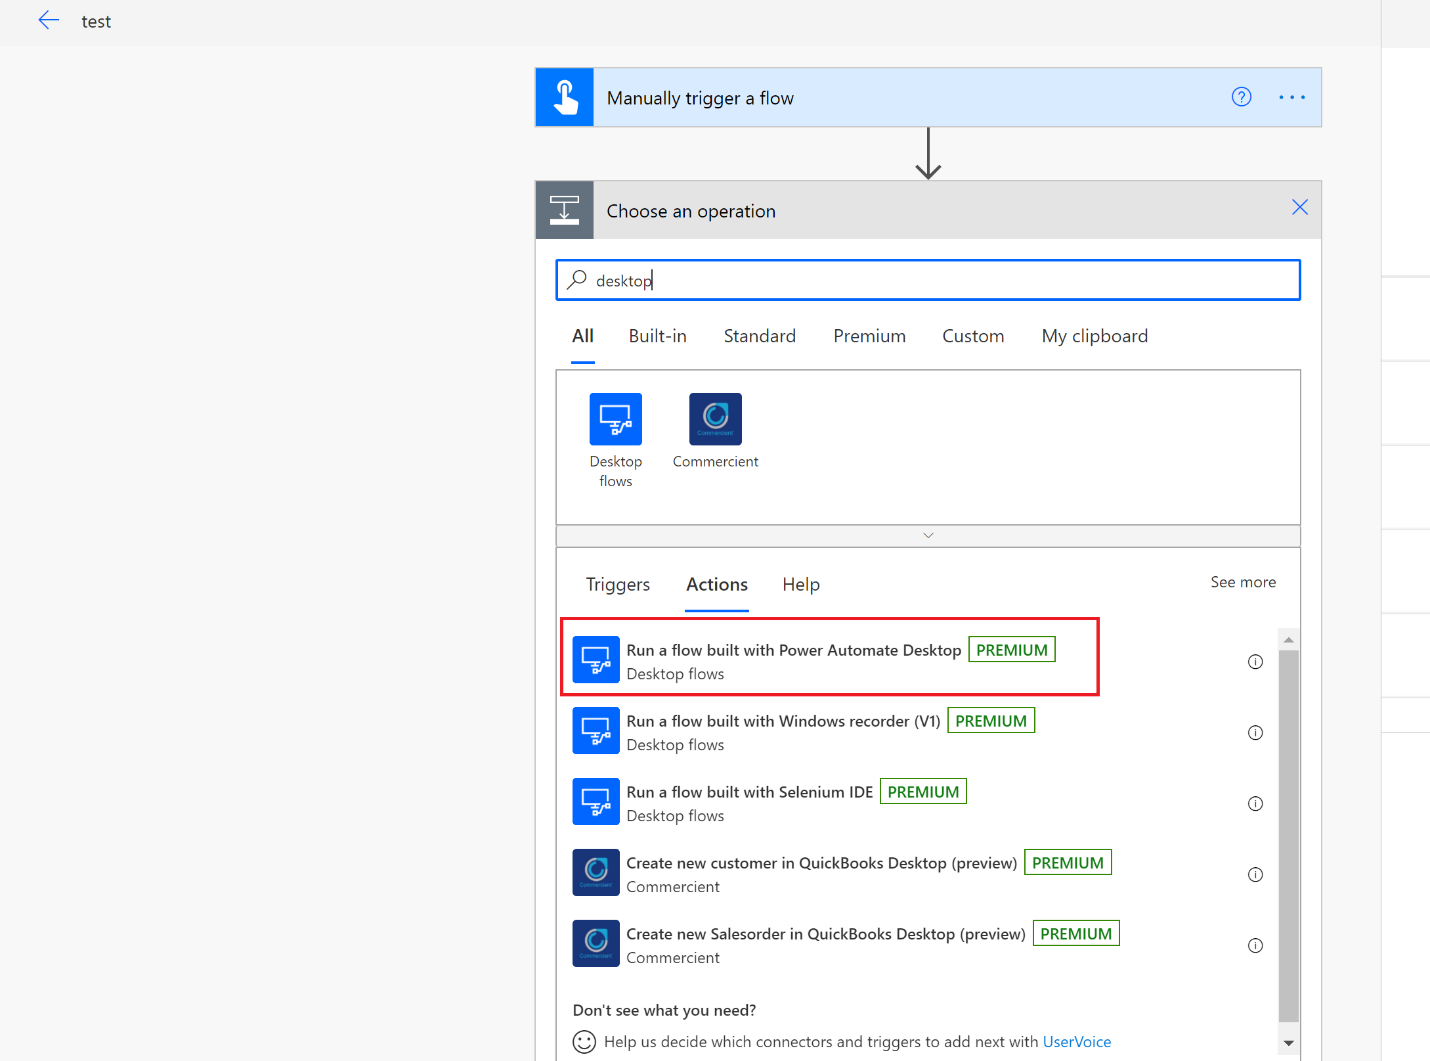 test
Manually trigger a flow
Choose an operation
desktop
All Built-in Standard Premium Custom My clipboard
Desktop flows
Commercient
Triggers Actions Help See more
Run a flow built with Power Automate Desktop PREMIUM
Desktop flows
Run a flow built with Windows recorder (V1) PREMIUM
Desktop flows
Run a flow built with Selenium IDE PREMIUM
Desktop flows
Create new customer in QuickBooks Desktop (preview) PREMIUM
Commercient
Create new Salesorder in QuickBooks Desktop (preview) PREMIUM
Commercient
Don't see what you need?
Help us decide which connectors and triggers to add next with UserVoice